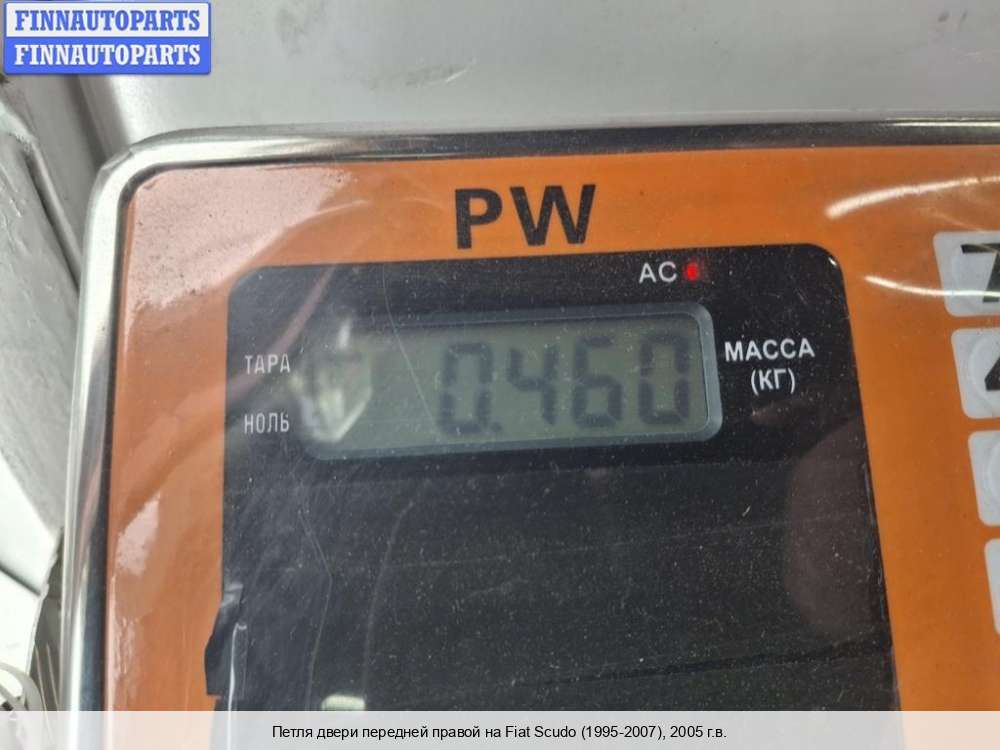 FINNAUTOPARTS
FINNAUTOPARTS
PW
AC
ТАРА
0.460
МАССА
(КГ)
НОЛЬ
7
Петля двери передней правой на Fiat Scudo (1995-2007), 2005 г.в.